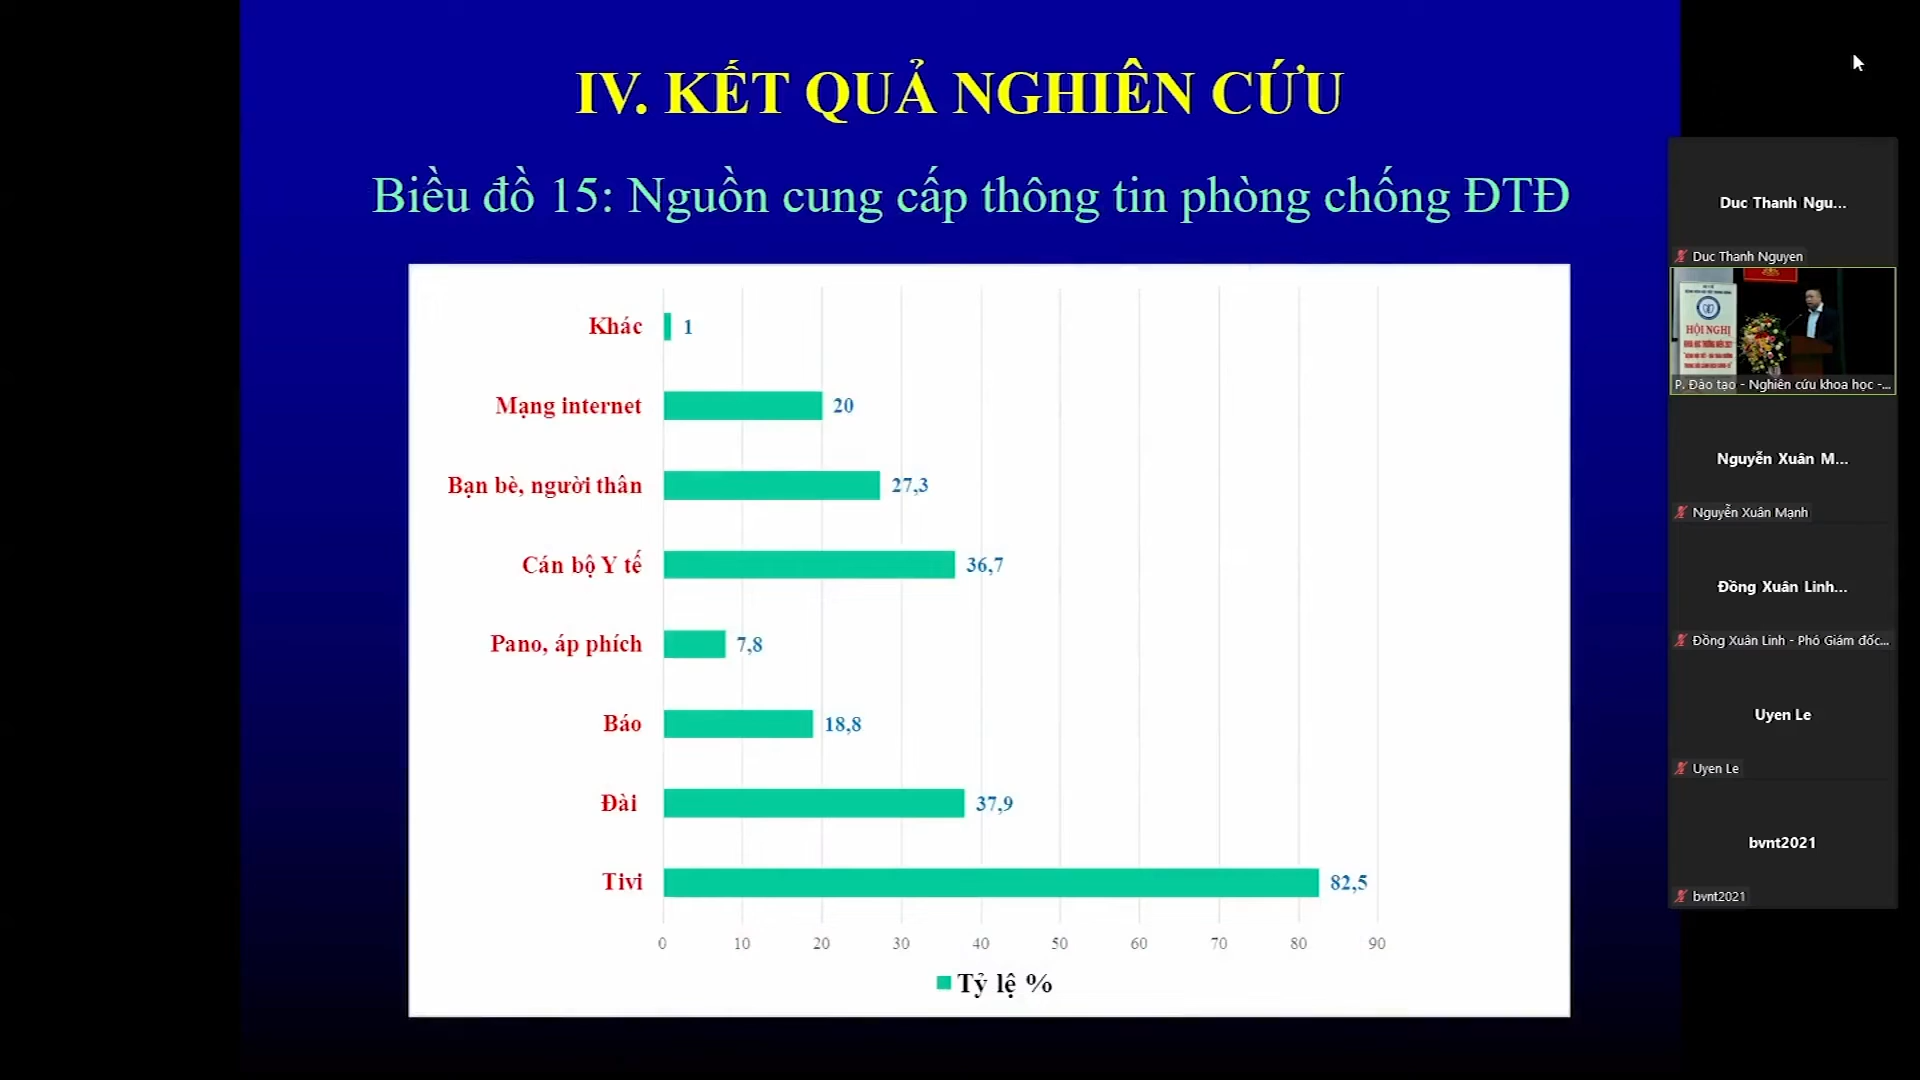 IV. KẾT QUẢ NGHIÊN CỨU
Biều đồ 15: Nguồn cung cấp thông tin phòng chống ĐTĐ
Khác
1
Mạng internet
20
Bạn bè, người thân
27,3
Cán bộ Y tế
36,7
Pano, áp phích
7,8
Báo
18,8
Đài
37,9
Tivi
82,5
0 10 20 30 40 50 60 70 80 90
Tỷ lệ %
Duc Thanh Ngu...
Duc Thanh Nguyen
HỘI NGHỊ
P. Đào tạo - Nghiên cứu khoa học -...
Nguyễn Xuân M...
Nguyễn Xuân Mạnh
Đồng Xuân Linh...
Đồng Xuân Linh - Phó Giám đốc...
Uyen Le
Uyen Le
bvnt2021
bvnt2021